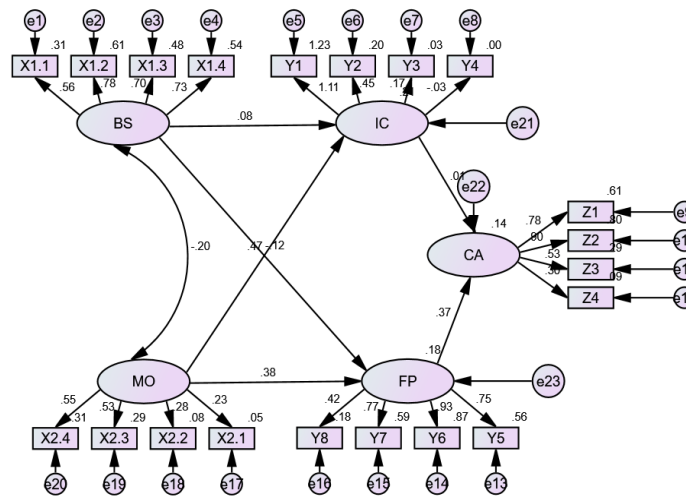 e1 e2 e3 e4 e5 e6 e7 e8
.31 .61 .48 .54 1.23 .20 .03 .00
X1.1 X1.2 X1.3 X1.4 Y1 Y2 Y3 Y4
.56 .78 .70 .73 1.11 .45 .17 -.03
BS .08 IC e21
.01 e22
.14 .61
.78 Z1
.80 Z2 .80
CA .53 Z3 .29
.30 Z4 .09
-.20 .47 -.12
.37
.18
MO .38 FP e23
.55 .53 .28 .23 .42 .77 .93 .75
.31 .29 .08 .05 .18 .59 .87 .56
X2.4 X2.3 X2.2 X2.1 Y8 Y7 Y6 Y5
e20 e19 e18 e17 e16 e15 e14 e13